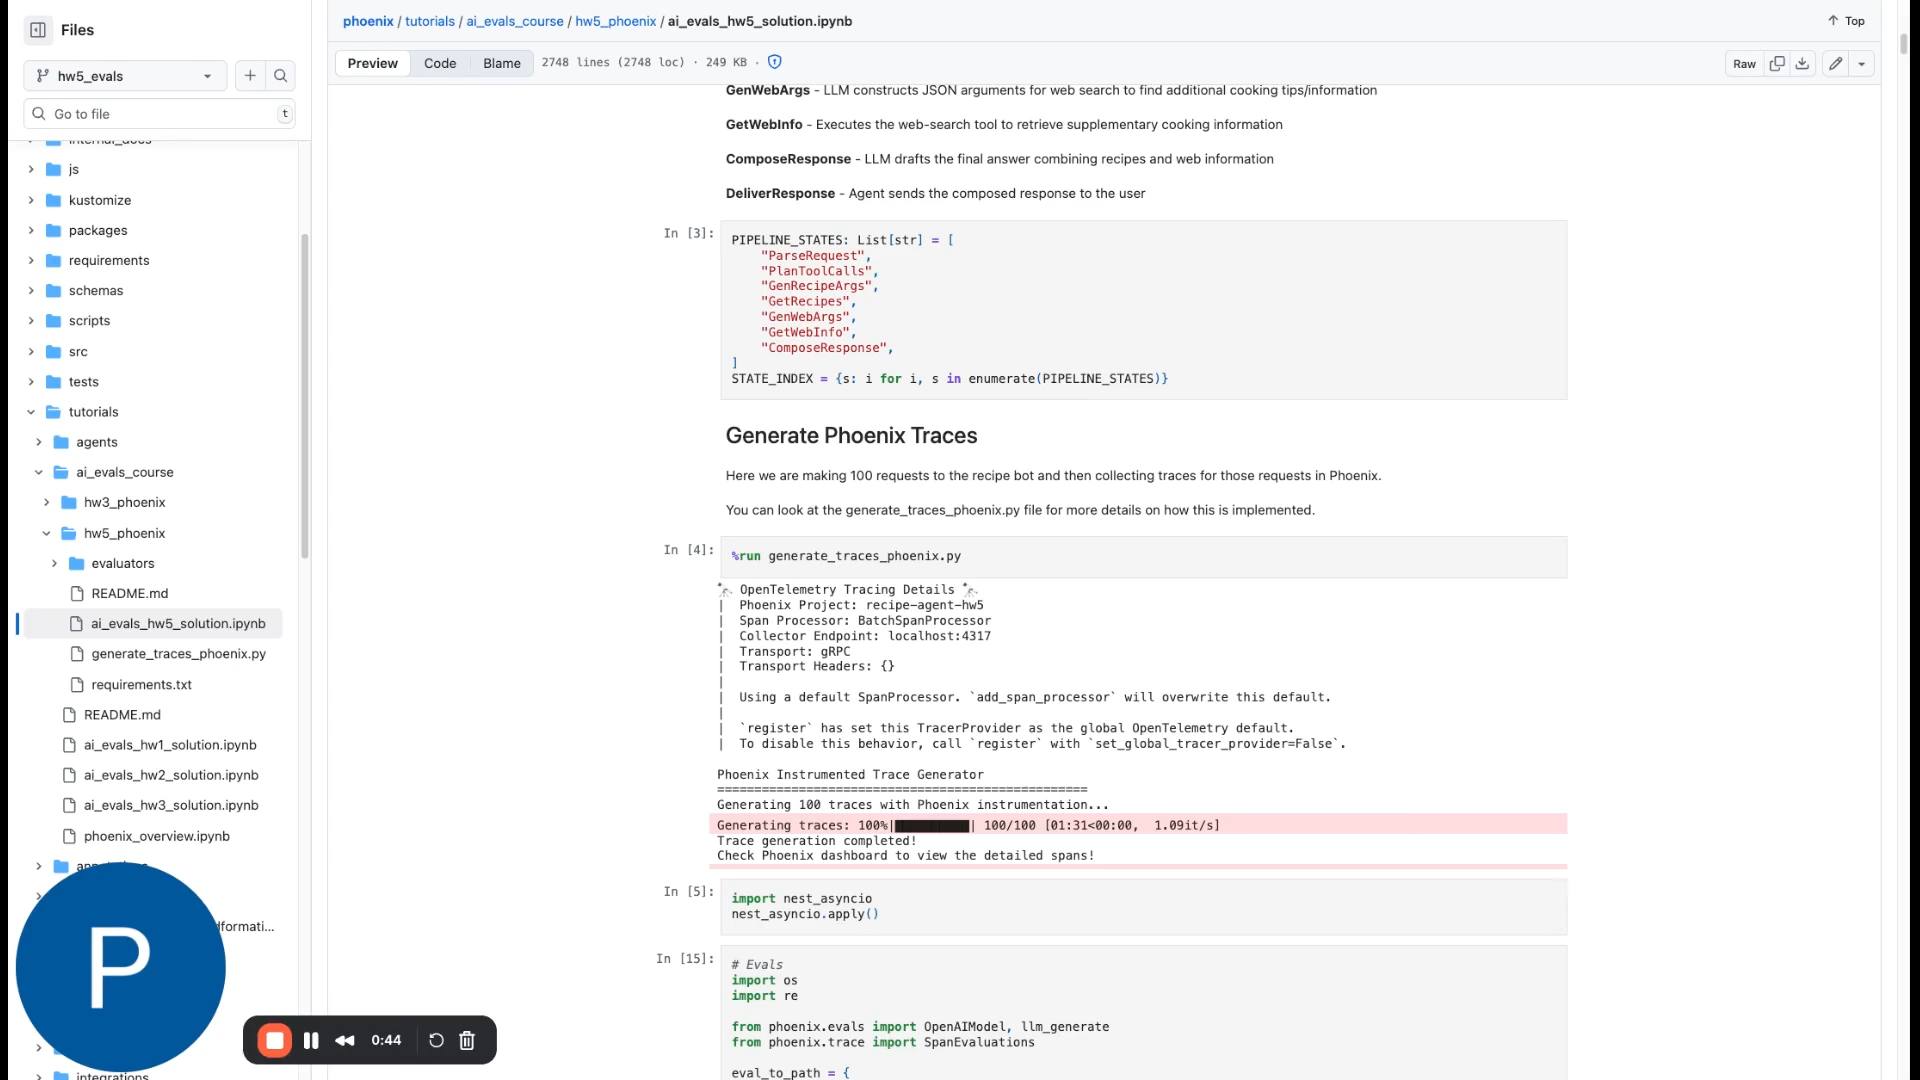 Files
hw5_evals
Go to file
t
js
kustomize
packages
requirements
schemas
scripts
src
tests
tutorials
agents
ai_evals_course
hw3_phoenix
hw5_phoenix
evaluators
README.md
ai_evals_hw5_solution.ipynb
generate_traces_phoenix.py
requirements.txt
README.md
ai_evals_hw1_solution.ipynb
ai_evals_hw2_solution.ipynb
ai_evals_hw3_solution.ipynb
phoenix_overview.ipynb
integrations
P
0:44
phoenix / tutorials / ai_evals_course / hw5_phoenix / ai_evals_hw5_solution.ipynb
Top
Preview Code Blame 2748 lines (2748 loc) · 249 KB ·
Raw
GenWebArgs - LLM constructs JSON arguments for web search to find additional cooking tips/information
GetWebInfo - Executes the web-search tool to retrieve supplementary cooking information
ComposeResponse - LLM drafts the final answer combining recipes and web information
DeliverResponse - Agent sends the composed response to the user
In [3]:
PIPELINE_STATES: List[str] = [
"ParseRequest",
"PlanToolCalls",
"GenRecipeArgs",
"GetRecipes",
"GenWebArgs",
"GetWebInfo",
"ComposeResponse",
]
STATE_INDEX = {s: i for i, s in enumerate(PIPELINE_STATES)}
Generate Phoenix Traces
Here we are making 100 requests to the recipe bot and then collecting traces for those requests in Phoenix.
You can look at the generate_traces_phoenix.py file for more details on how this is implemented.
In [4]:
%run generate_traces_phoenix.py
🔭 OpenTelemetry Tracing Details 🔭
| Phoenix Project: recipe-agent-hw5
| Span Processor: BatchSpanProcessor
| Collector Endpoint: localhost:4317
| Transport: gRPC
| Transport Headers: {}
|
| Using a default SpanProcessor. `add_span_processor` will overwrite this default.
|
| `register` has set this TracerProvider as the global OpenTelemetry default.
| To disable this behavior, call `register` with `set_global_tracer_provider=False`.
Phoenix Instrumented Trace Generator
==================================================
Generating 100 traces with Phoenix instrumentation...
Generating traces: 100%|██████████| 100/100 [01:31<00:00, 1.09it/s]
Trace generation completed!
Check Phoenix dashboard to view the detailed spans!
In [5]:
import nest_asyncio
nest_asyncio.apply()
In [15]:
# Evals
import os
import re
from phoenix.evals import OpenAIModel, llm_generate
from phoenix.trace import SpanEvaluations
eval_to_path = {